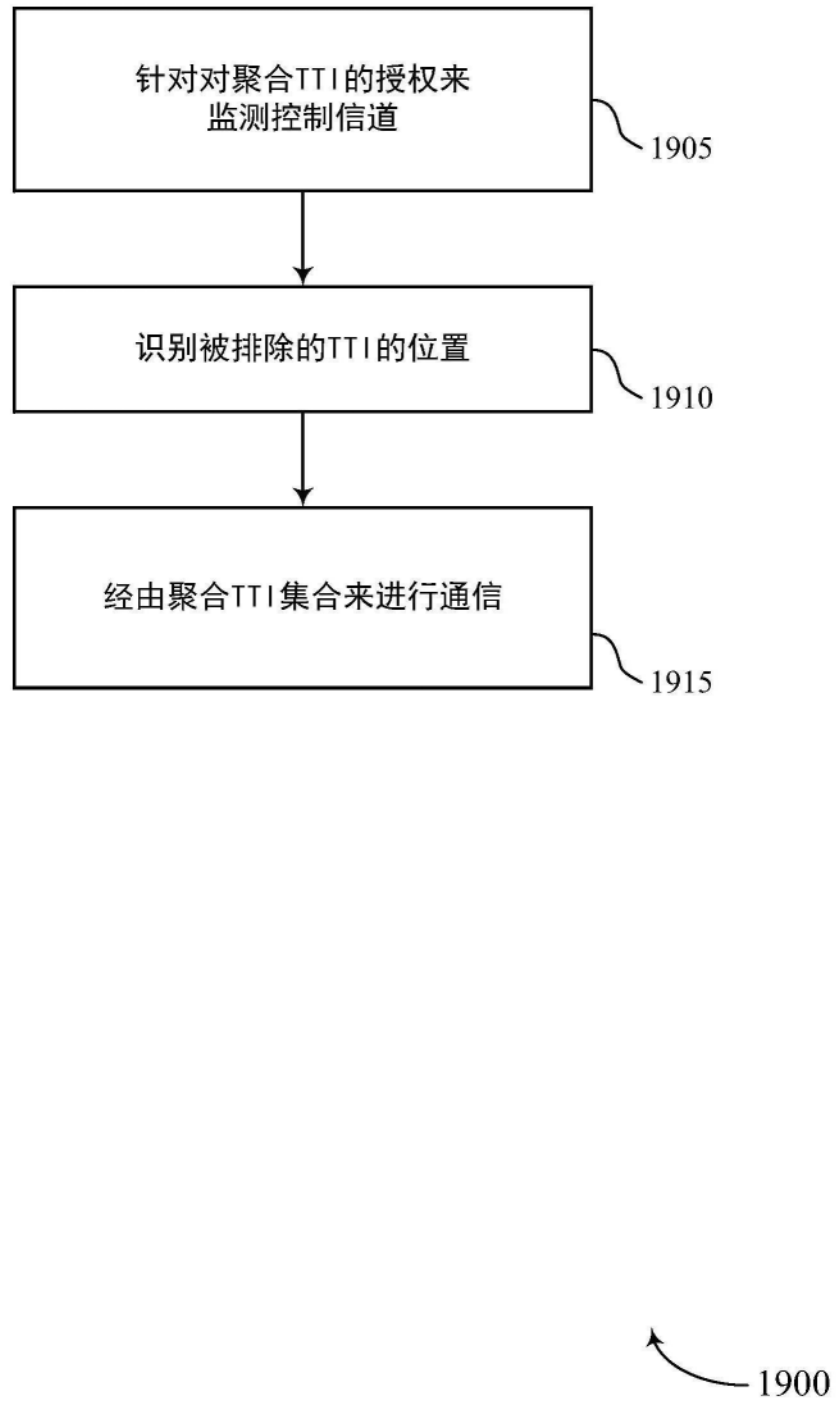 针对对聚合TTI的授权来
监测控制信道
1905
识别被排除的TTI的位置
1910
经由聚合TTI集合来进行通信
1915
1900